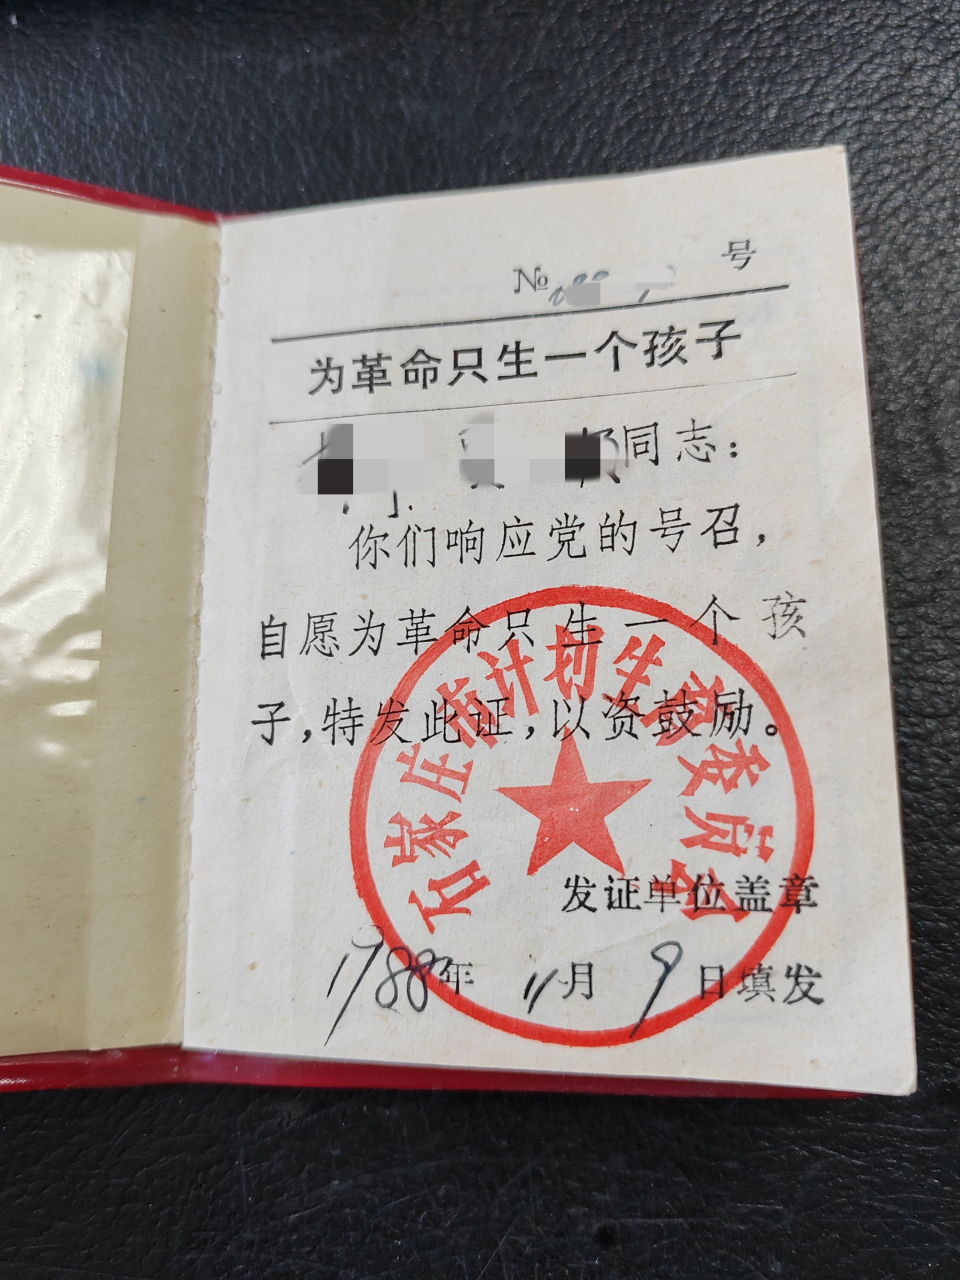 № 号
为革命只生一个孩子
同志：
你们响应党的号召，
自愿为革命只生一个孩
子，特发此证，以资鼓励。
石家庄市计划生育委员会
发证单位盖章
1988年 11月 9日填发